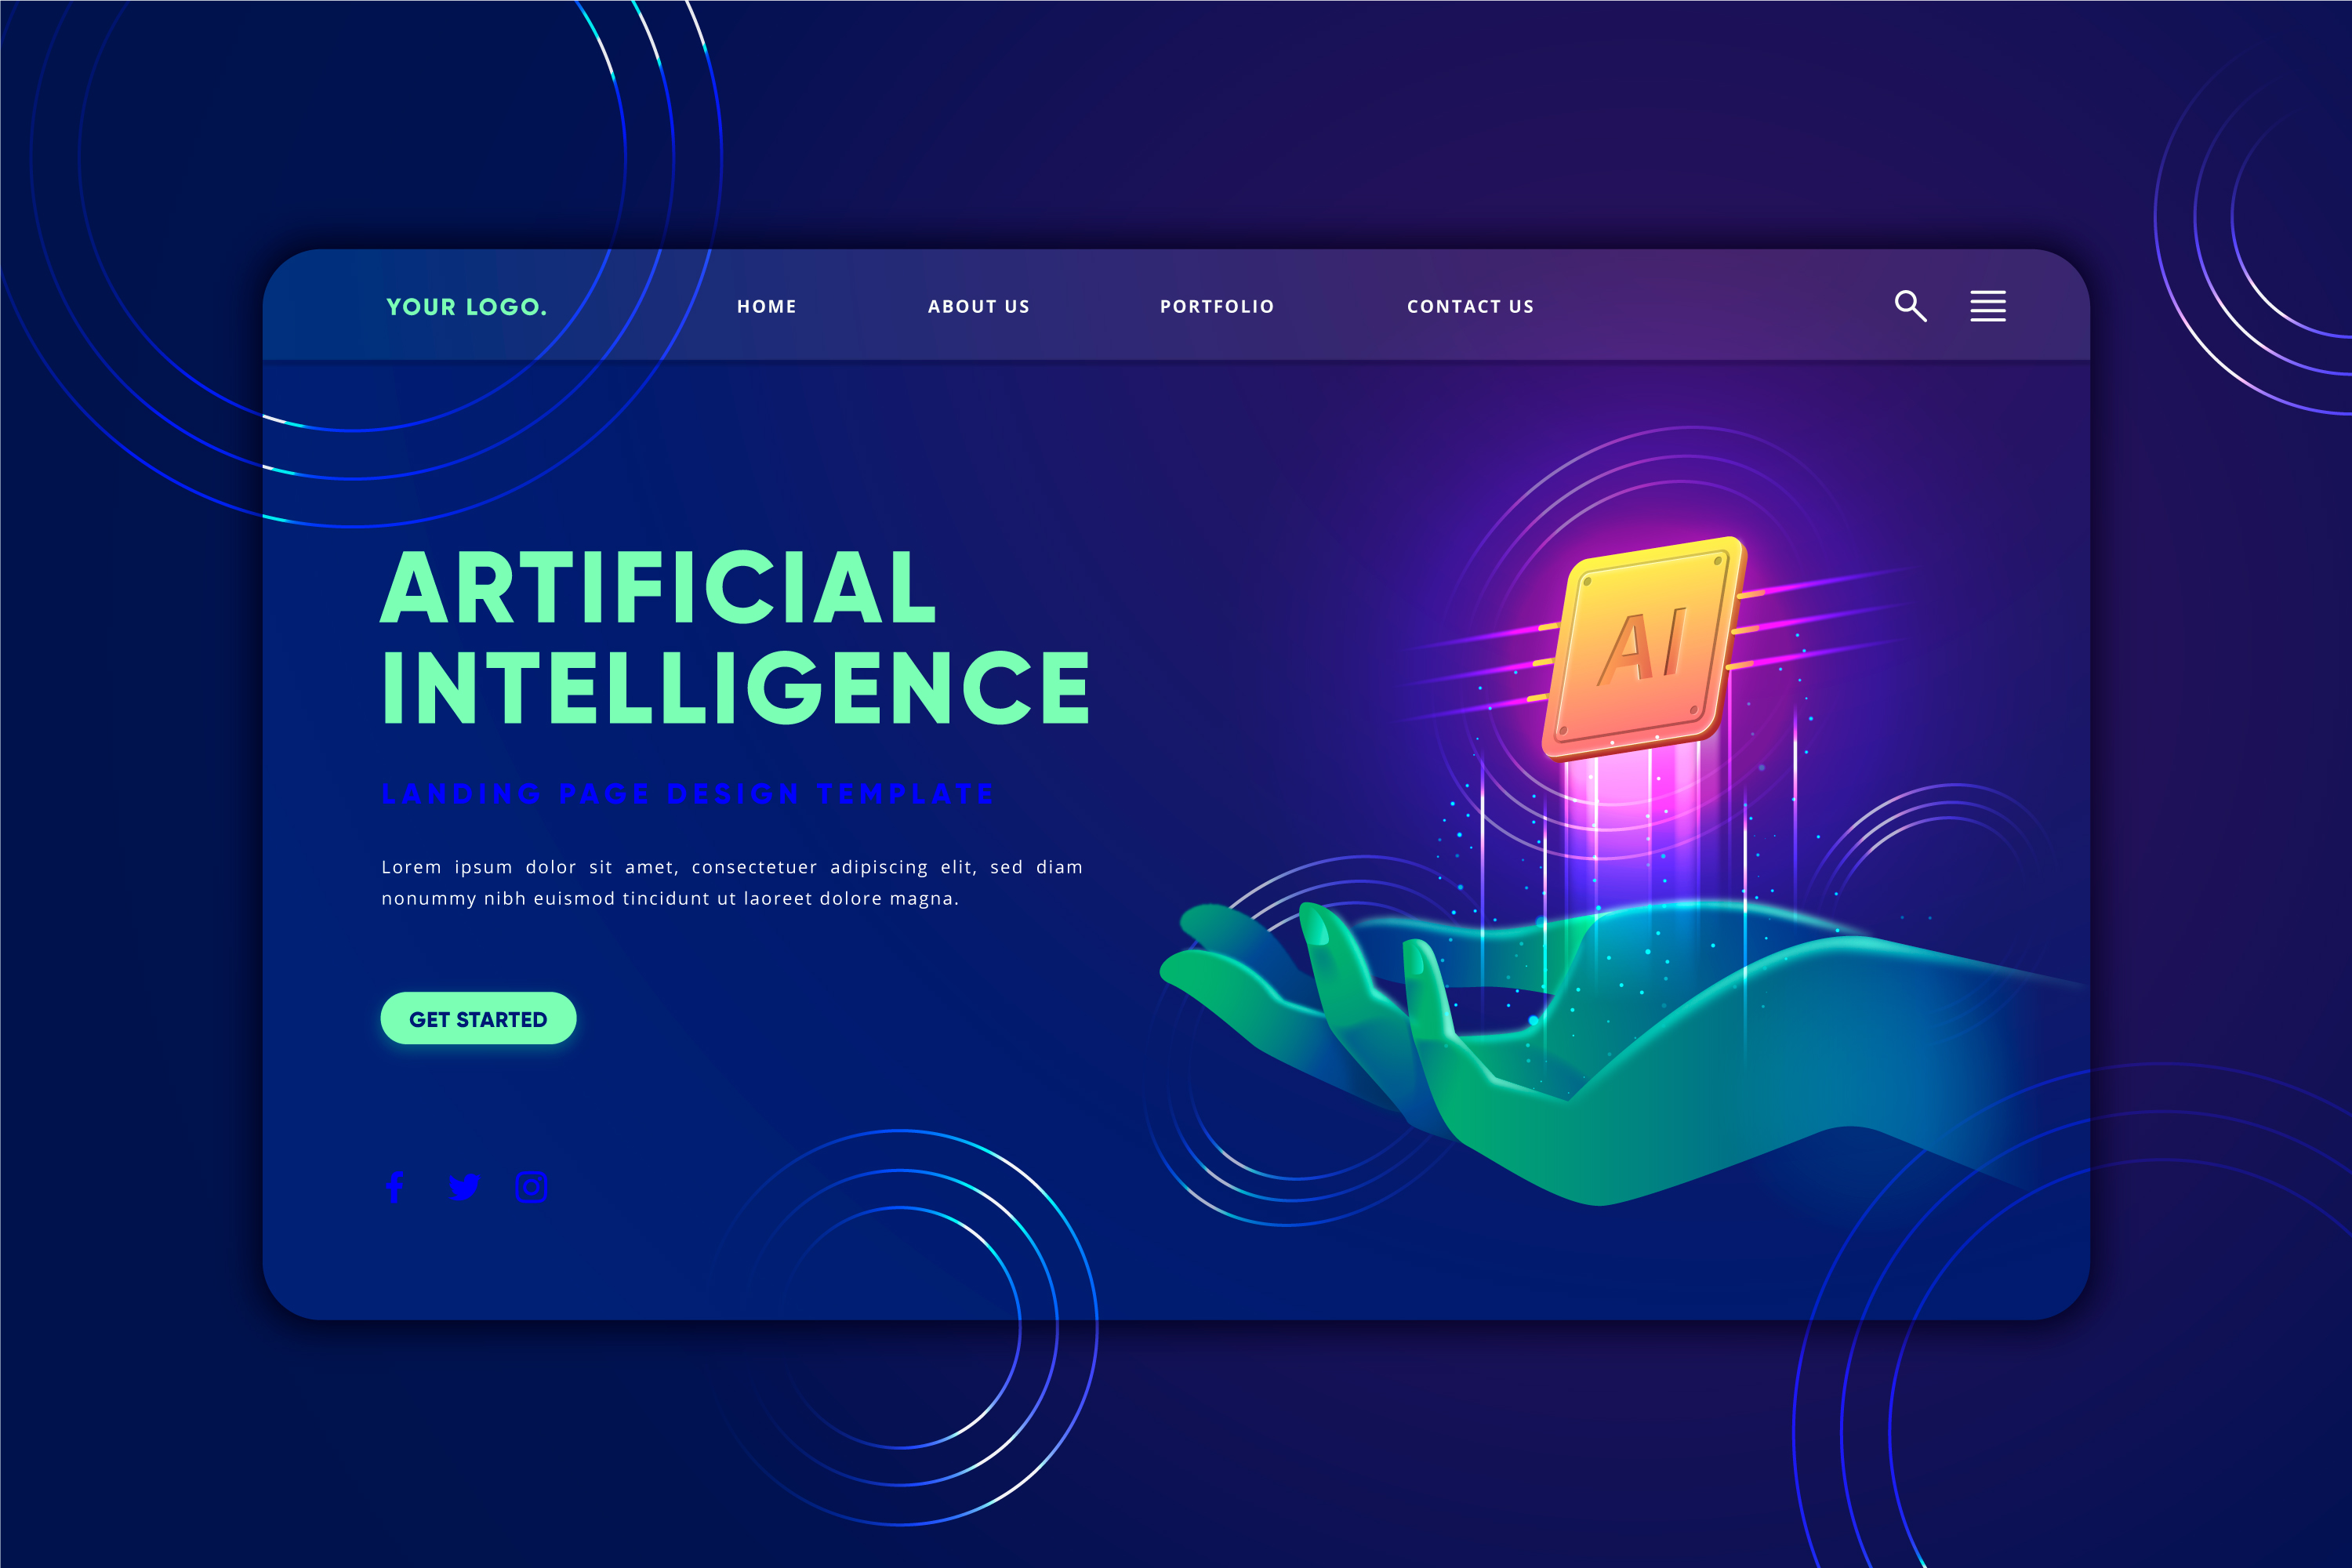 YOUR LOGO.
HOME
ABOUT US
PORTFOLIO
CONTACT US
ARTIFICIAL
INTELLIGENCE
LANDING PAGE DESIGN TEMPLATE
Lorem ipsum dolor sit amet, consectetuer adipiscing elit, sed diam
nonummy nibh euismod tincidunt ut laoreet dolore magna.
GET STARTED
AI